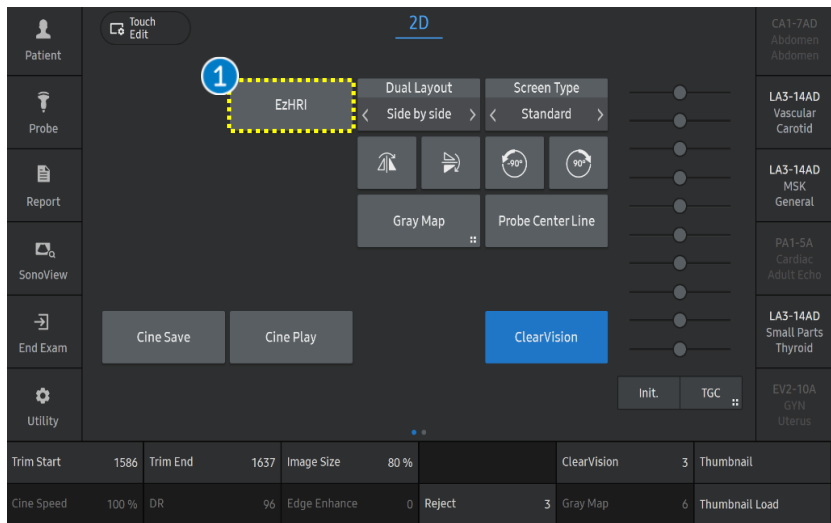 Patient
Probe
Report
SonoView
End Exam
Utility
Touch
Edit
2D
1
EzHRI
Dual Layout
< Side by side >
Screen Type
< Standard >
-90°
90°
Gray Map
Probe Center Line
Cine Save
Cine Play
ClearVision
Init.
TGC
CA1-7AD
Abdomen
Abdomen
LA3-14AD
Vascular
Carotid
LA3-14AD
MSK
General
PA1-5A
Cardiac
Adult Echo
LA3-14AD
Small Parts
Thyroid
EV2-10A
GYN
Uterus
Trim Start 1586 Trim End 1637 Image Size 80 % ClearVision 3 Thumbnail
Cine Speed 100 % DR 96 Edge Enhance 0 Reject 3 Gray Map 6 Thumbnail Load